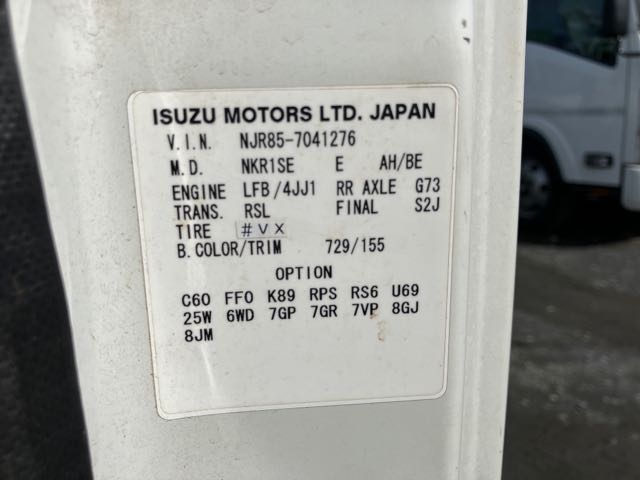 ISUZU MOTORS LTD. JAPAN
V.I.N. NJR85-7041276
M.D. NKR1SE E AH/BE
ENGINE LFB/4JJ1 RR AXLE G73
TRANS. RSL FINAL S2J
TIRE #VX
B.COLOR/TRIM 729/155
OPTION
C60 FF0 K89 RPS RS6 U69
25W 6WD 7GP 7GR 7VP 8GJ
8JM